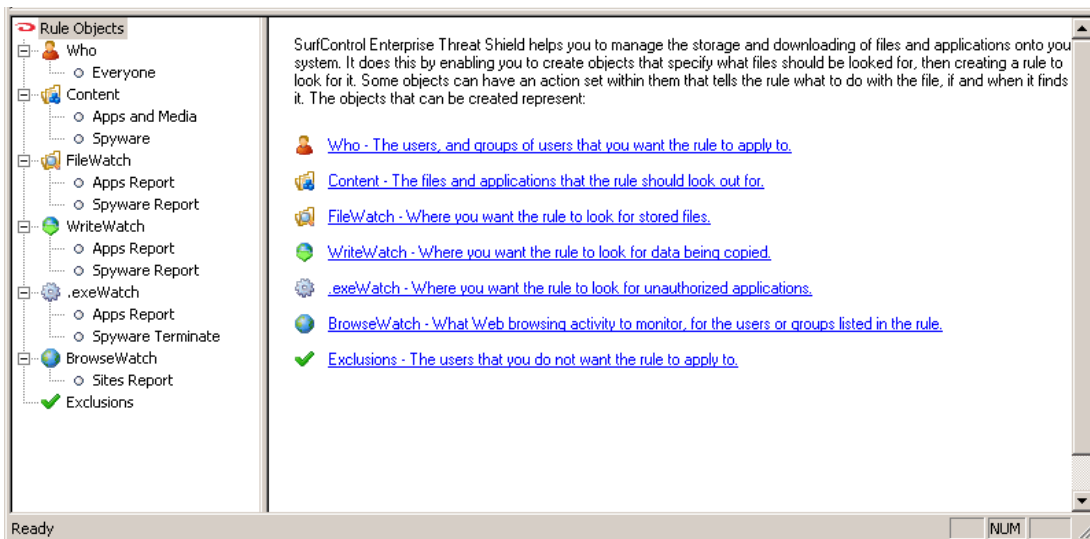 Rule Objects
Who
Everyone
Content
Apps and Media
Spyware
FileWatch
Apps Report
Spyware Report
WriteWatch
Apps Report
Spyware Report
.exeWatch
Apps Report
Spyware Terminate
BrowseWatch
Sites Report
Exclusions
SurfControl Enterprise Threat Shield helps you to manage the storage and downloading of files and applications onto you
system. It does this by enabling you to create objects that specify what files should be looked for, then creating a rule to
look for it. Some objects can have an action set within them that tells the rule what to do with the file, if and when it finds
it. The objects that can be created represent:
Who - The users, and groups of users that you want the rule to apply to.
Content - The files and applications that the rule should look out for.
FileWatch - Where you want the rule to look for stored files.
WriteWatch - Where you want the rule to look for data being copied.
.exeWatch - Where you want the rule to look for unauthorized applications.
BrowseWatch - What Web browsing activity to monitor, for the users or groups listed in the rule.
Exclusions - The users that you do not want the rule to apply to.
Ready
NUM